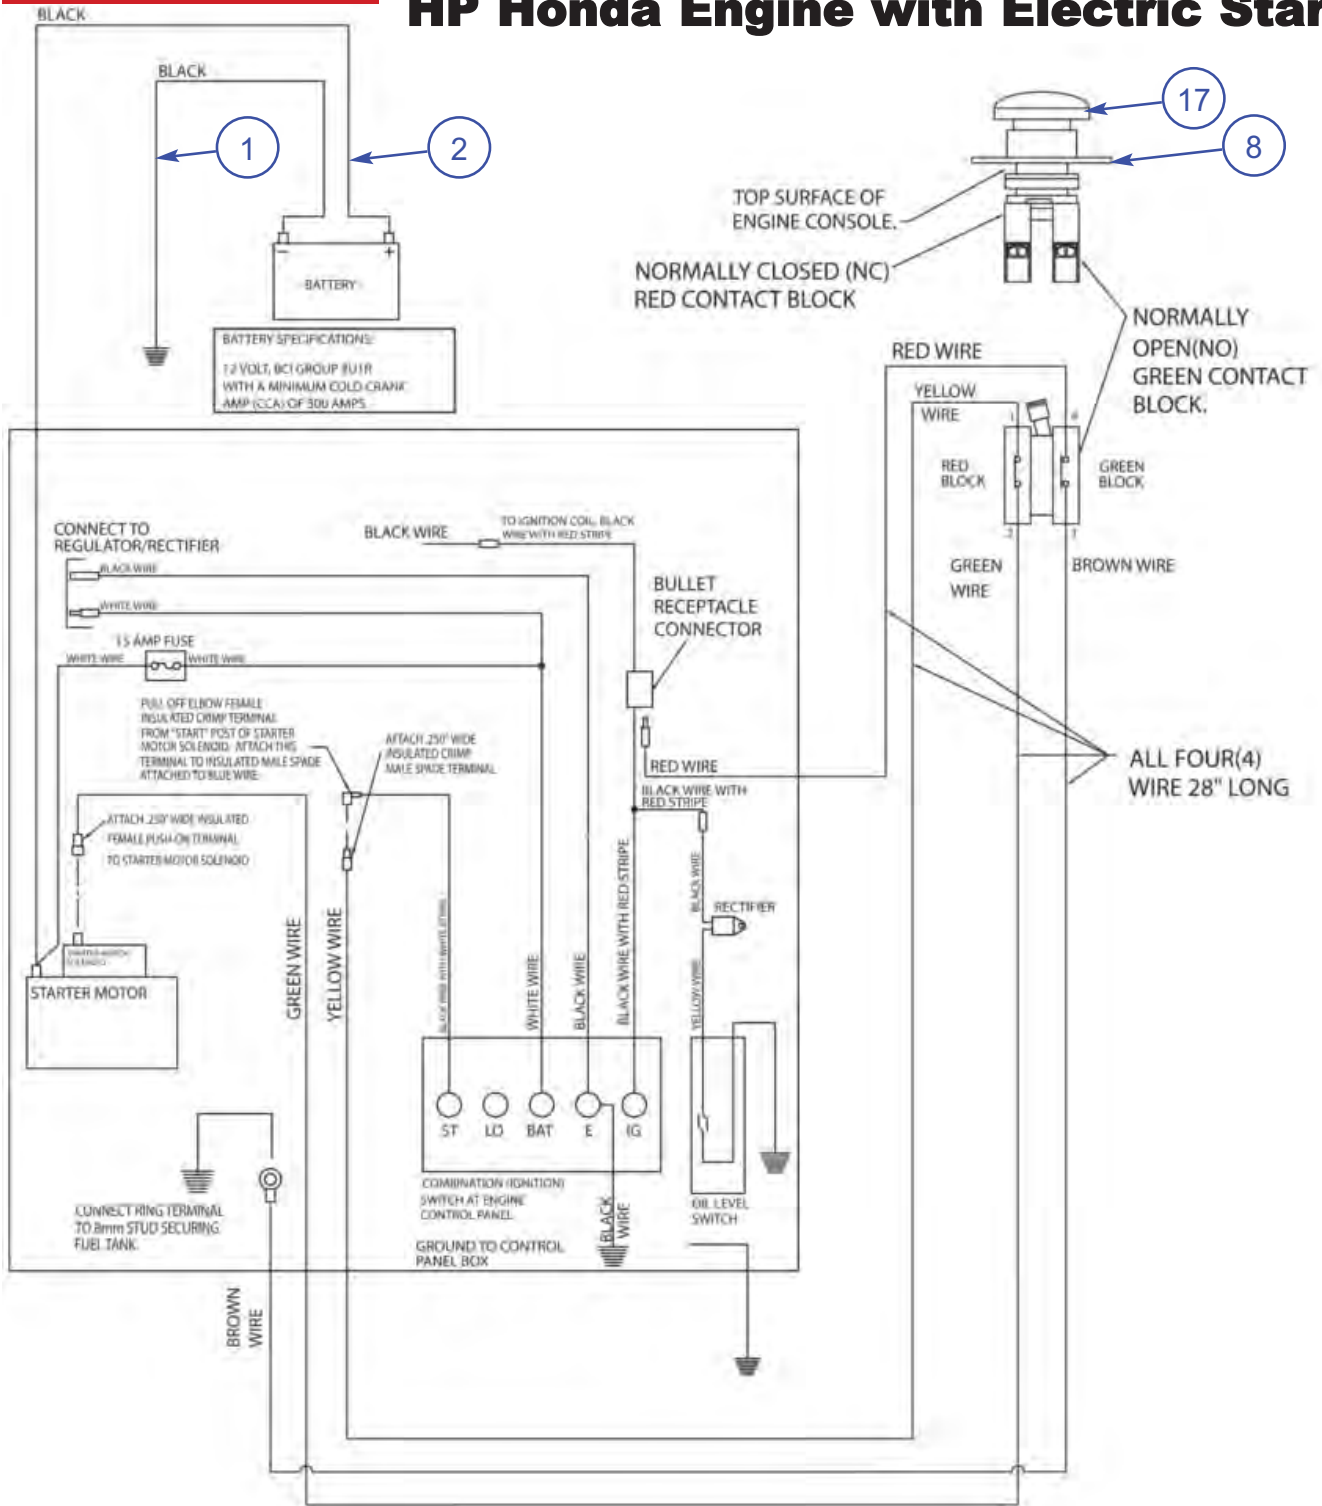 HP Honda Engine with Electric Star
BLACK
BLACK
1
2
17
8
TOP SURFACE OF
ENGINE CONSOLE.
NORMALLY CLOSED (NC)
RED CONTACT BLOCK
NORMALLY
OPEN(NO)
GREEN CONTACT
BLOCK.
-
+
BATTERY
BATTERY SPECIFICATIONS:
12 VOLT, BCI GROUP 8U1R
WITH A MINIMUM COLD CRANK
AMP (CCA) OF 300 AMPS
RED WIRE
YELLOW
WIRE
RED
BLOCK
GREEN
BLOCK
GREEN
WIRE
BROWN WIRE
CONNECT TO
REGULATOR/RECTIFIER
BLACK WIRE
WHITE WIRE
BLACK WIRE
TO IGNITION COIL, BLACK
WIRE WITH RED STRIPE
BULLET
RECEPTACLE
CONNECTOR
15 AMP FUSE
WHITE WIRE
WHITE WIRE
PULL OFF ELBOW FEMALE
INSULATED CRIMP TERMINAL
FROM "START" POST OF STARTER
MOTOR SOLENOID. ATTACH THIS
TERMINAL TO INSULATED MALE SPADE
ATTACHED TO BLUE WIRE
ATTACH .250" WIDE
INSULATED CRIMP
MALE SPADE TERMINAL
RED WIRE
BLACK WIRE WITH
RED STRIPE
ALL FOUR(4)
WIRE 28" LONG
ATTACH .250" WIDE INSULATED
FEMALE PUSH-ON TERMINAL
TO STARTER MOTOR SOLENOID
STARTER MOTOR
SOLENOID
STARTER MOTOR
GREEN WIRE
YELLOW WIRE
BLACK WIRE WITH WHITE STRIPE
WHITE WIRE
BLACK WIRE
BLACK WIRE WITH RED STRIPE
BLACK WIRE
RECTIFIER
YELLOW WIRE
ST
LO
BAT
E
IG
COMBINATION (IGNITION)
SWITCH AT ENGINE
CONTROL PANEL
BLACK
WIRE
OIL LEVEL
SWITCH
GROUND TO CONTROL
PANEL BOX
CONNECT RING TERMINAL
TO 8mm STUD SECURING
FUEL TANK.
BROWN
WIRE